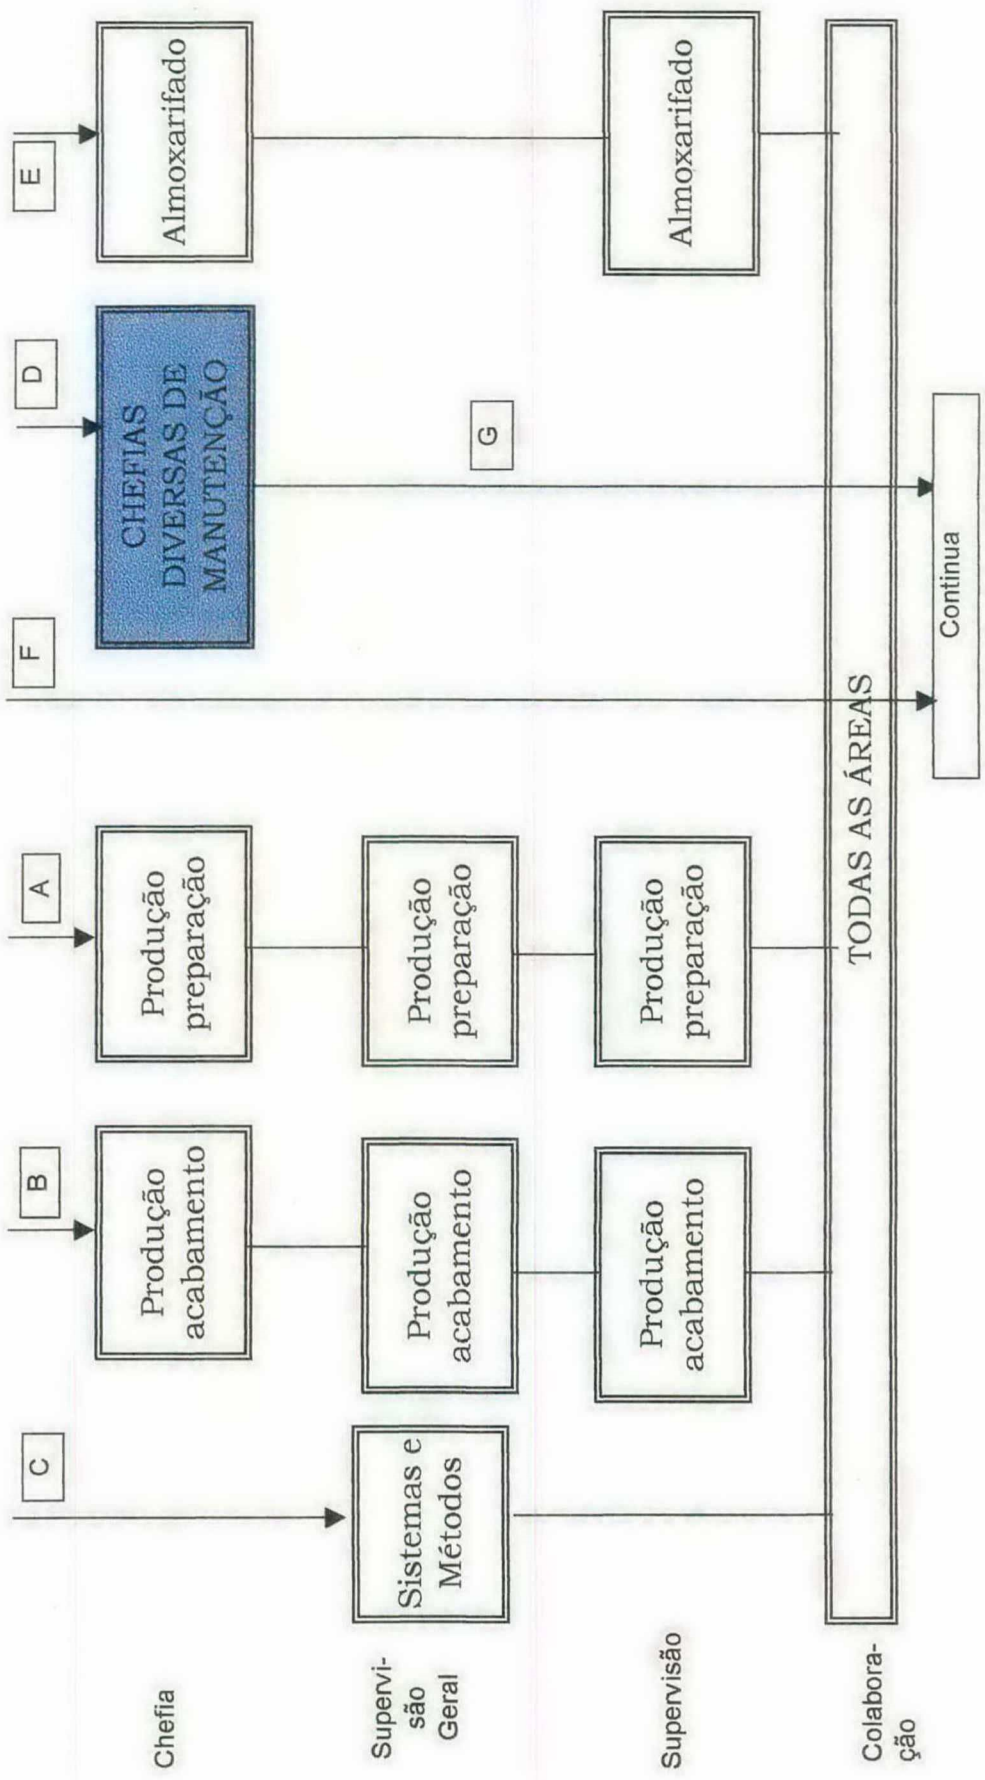 C
B
A
F
D
E
Chefia
Produção
acabamento
Produção
preparação
CHEFIAS
DIVERSAS DE
MANUTENÇÃO
Almoxarifado
Supervi-
são
Geral
Sistemas e
Métodos
Produção
acabamento
Produção
preparação
G
Supervisão
Produção
acabamento
Produção
preparação
Almoxarifado
Colabora-
ção
TODAS AS ÁREAS
Continua